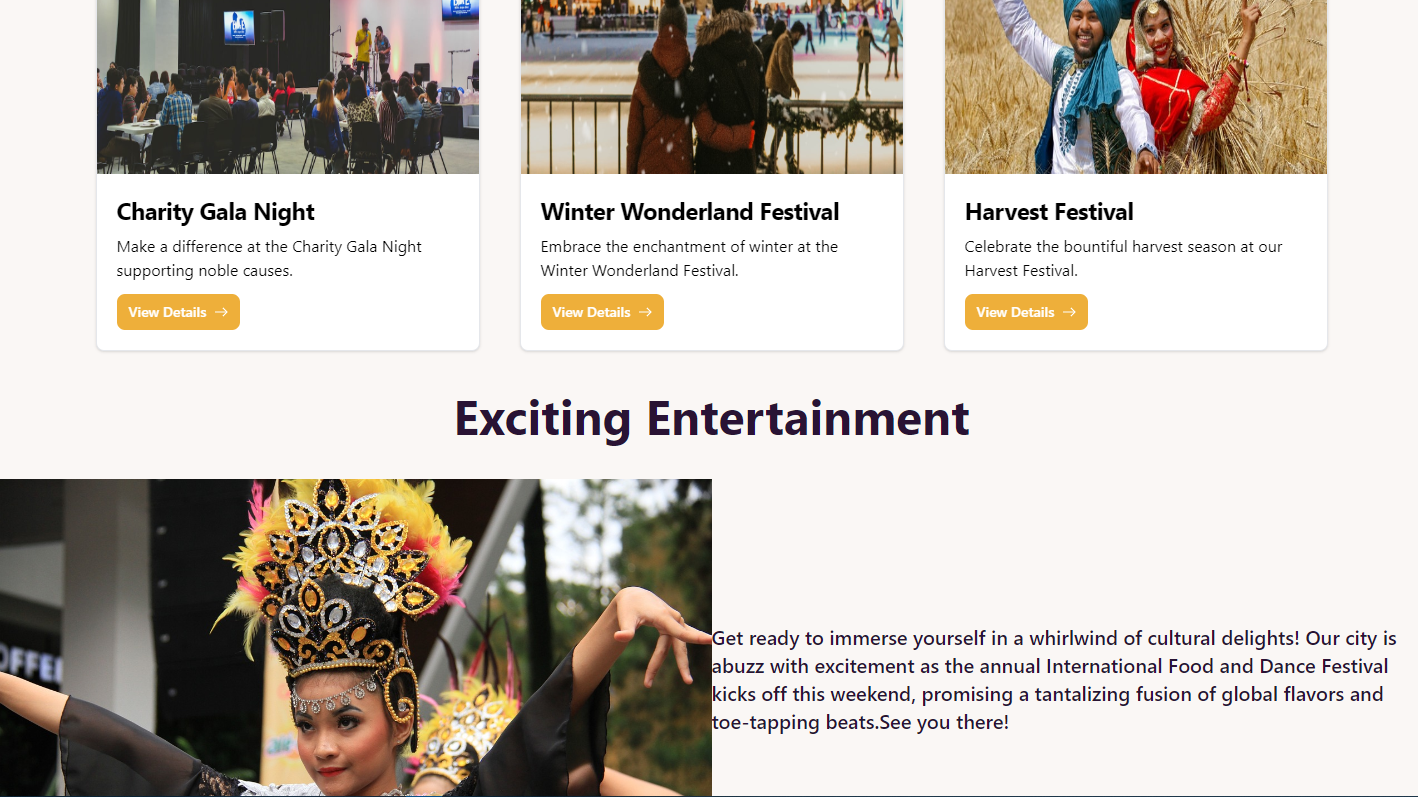 Charity Gala Night
Make a difference at the Charity Gala Night
supporting noble causes.
View Details →
Winter Wonderland Festival
Embrace the enchantment of winter at the
Winter Wonderland Festival.
View Details →
Harvest Festival
Celebrate the bountiful harvest season at our
Harvest Festival.
View Details →
Exciting Entertainment
OFFE
Get ready to immerse yourself in a whirlwind of cultural delights! Our city is
abuzz with excitement as the annual International Food and Dance Festival
kicks off this weekend, promising a tantalizing fusion of global flavors and
toe-tapping beats.See you there!